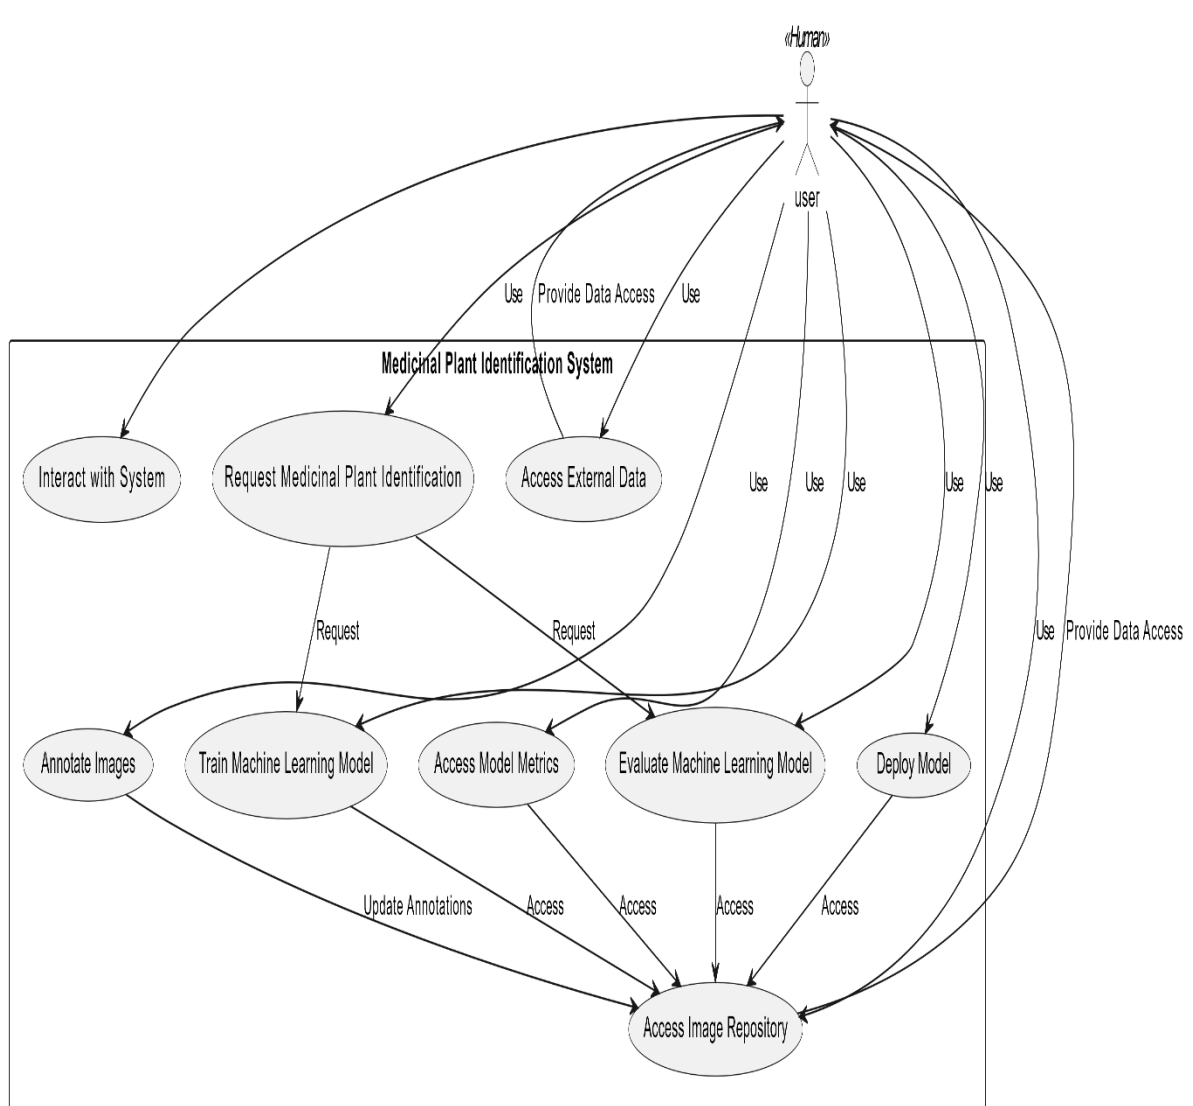 «Human»
user
Use
Provide Data Access
Use
Medicinal Plant Identification System
Interact with System
Request Medicinal Plant Identification
Access External Data
Use
Use
Use
Use
Use
Request
Request
Use
Provide Data Access
Annotate Images
Train Machine Learning Model
Access Model Metrics
Evaluate Machine Learning Model
Deploy Model
Update Annotations
Access
Access
Access
Access
Access Image Repository